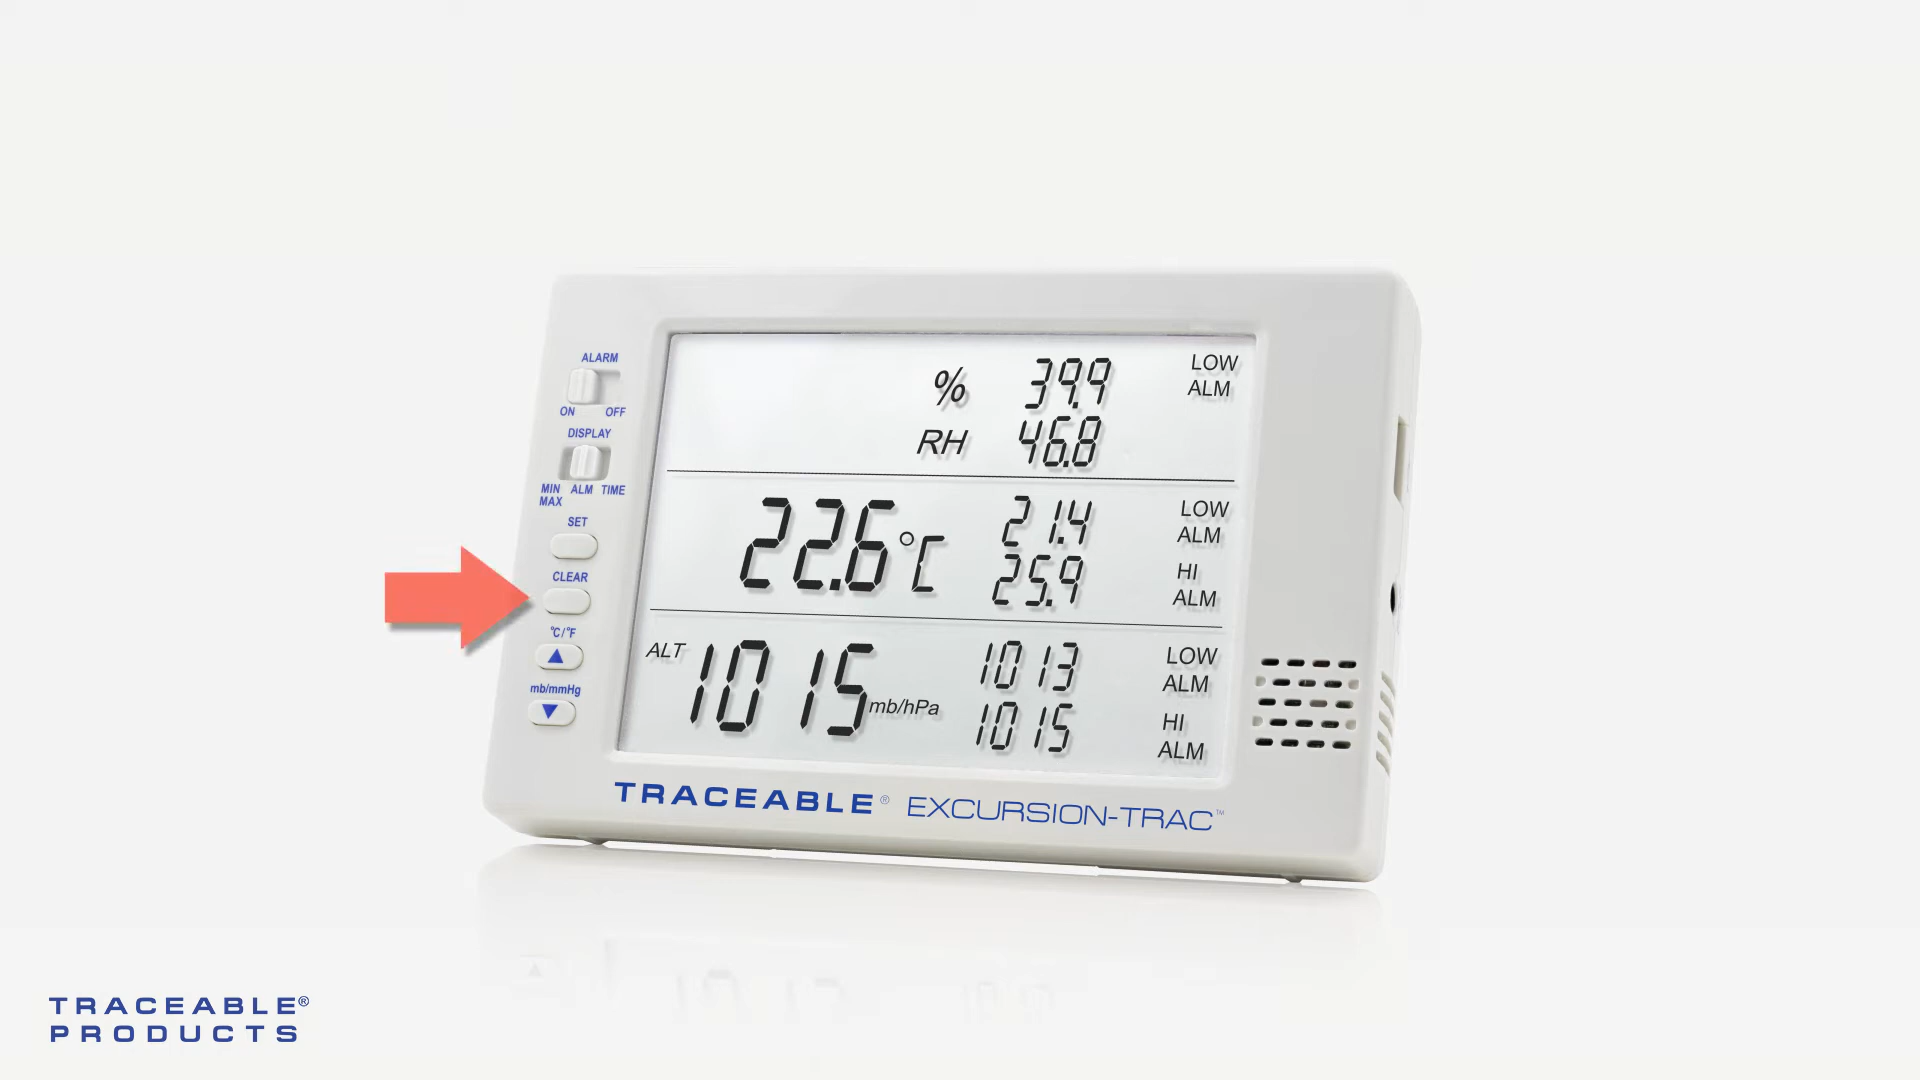 ALARM
ON OFF
DISPLAY
MIN ALM TIME
MAX
SET
CLEAR
°C/°F
mb/mmHg
% 39.9 LOW
ALM
RH 46.8
22.6 °C 21.4 LOW
ALM
25.9 HI
ALM
ALT 1015 mb/hPa 1013 LOW
ALM
1015 HI
ALM
TRACEABLE® EXCURSION-TRAC™
TRACEABLE®
PRODUCTS